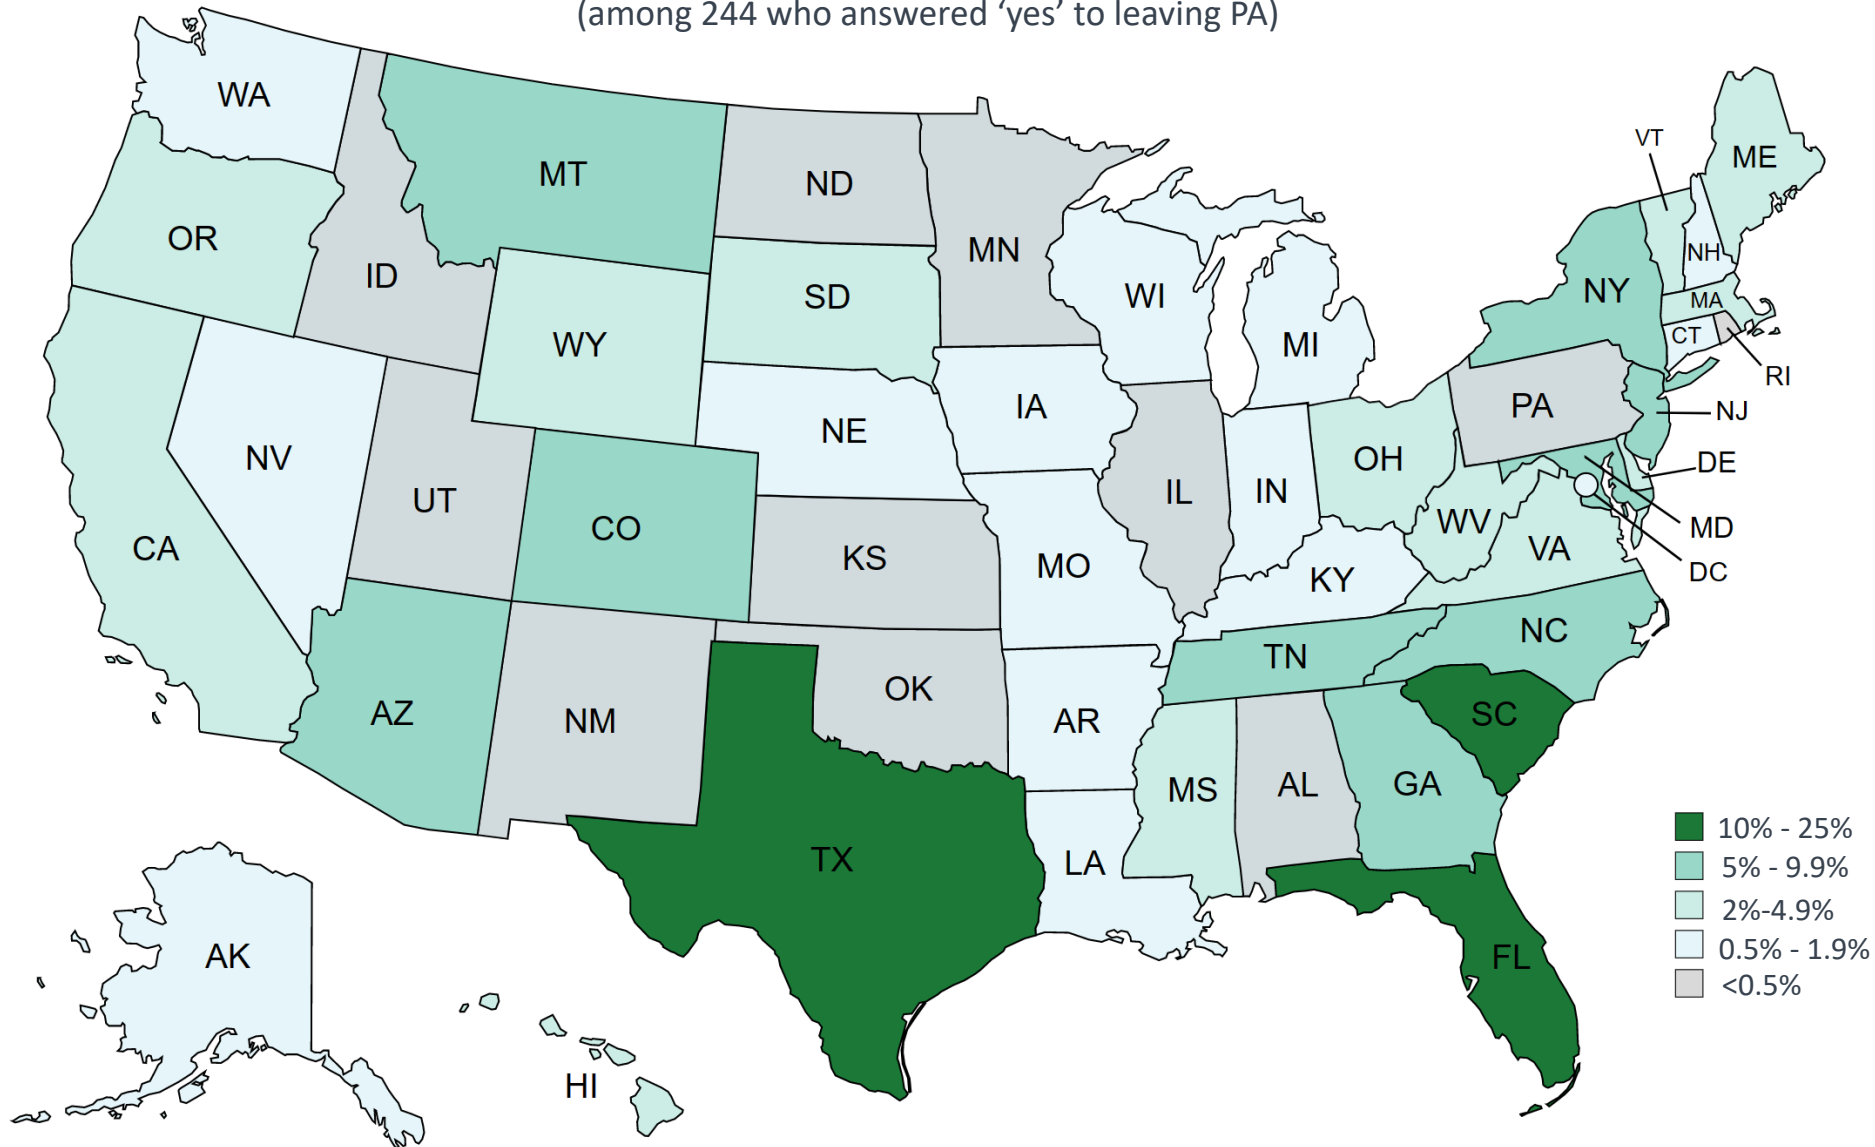 (among 244 who answered ‘yes’ to leaving PA)
WA
MT
ND
MN
VT
ME
OR
ID
SD
WI
NY
NH
MA
WY
MI
CT
RI
NE
IA
PA
NJ
NV
UT
CO
IL
IN
OH
DE
CA
KS
MO
KY
WV
VA
MD
DC
AZ
NM
OK
AR
TN
NC
SC
MS
AL
GA
TX
LA
FL
AK
HI
10% - 25%
5% - 9.9%
2%-4.9%
0.5% - 1.9%
<0.5%